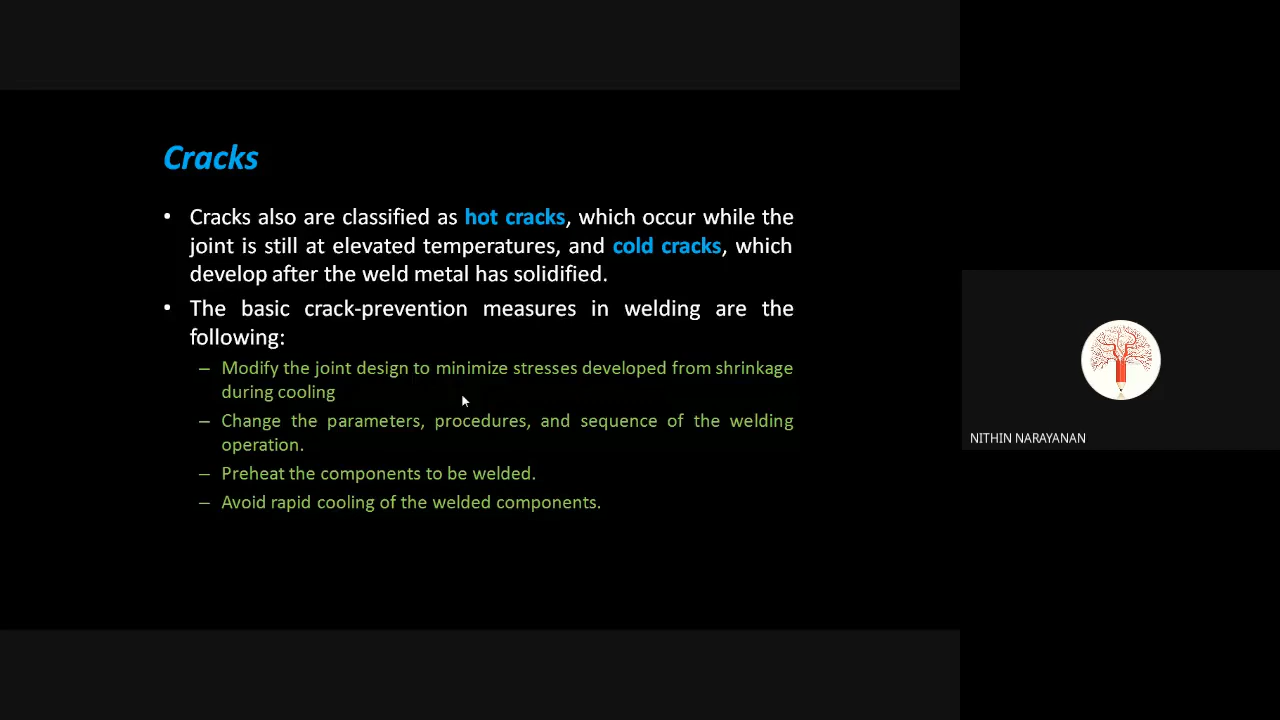 Cracks
• Cracks also are classified as hot cracks, which occur while the
joint is still at elevated temperatures, and cold cracks, which
develop after the weld metal has solidified.
• The basic crack-prevention measures in welding are the
following:
– Modify the joint design to minimize stresses developed from shrinkage
during cooling
– Change the parameters, procedures, and sequence of the welding
operation.
– Preheat the components to be welded.
– Avoid rapid cooling of the welded components.
NITHIN NARAYANAN